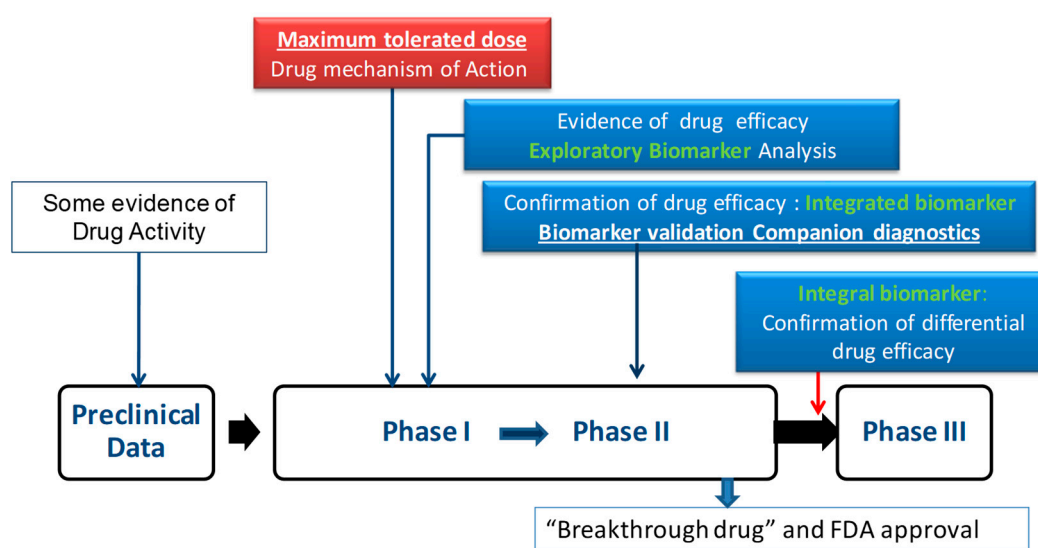 Maximum tolerated dose
Drug mechanism of Action
Evidence of drug efficacy
Exploratory Biomarker Analysis
Some evidence of
Drug Activity
Confirmation of drug efficacy : Integrated biomarker
Biomarker validation Companion diagnostics
Integral biomarker:
Confirmation of differential
drug efficacy
Preclinical
Data
Phase I
Phase II
Phase III
“Breakthrough drug” and FDA approval